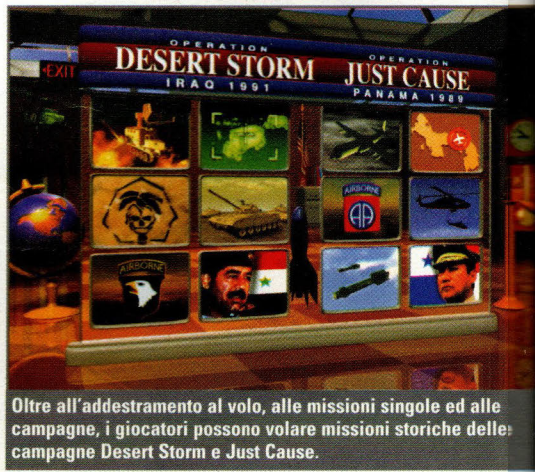 EXIT
OPERATION
DESERT STORM
IRAQ 1991
OPERATION
JUST CAUSE
PANAMA 1989
AIRBORNE
AA
AIRBORNE
Oltre all'addestramento al volo, alle missioni singole ed alle
campagne, i giocatori possono volare missioni storiche delle
campagne Desert Storm e Just Cause.